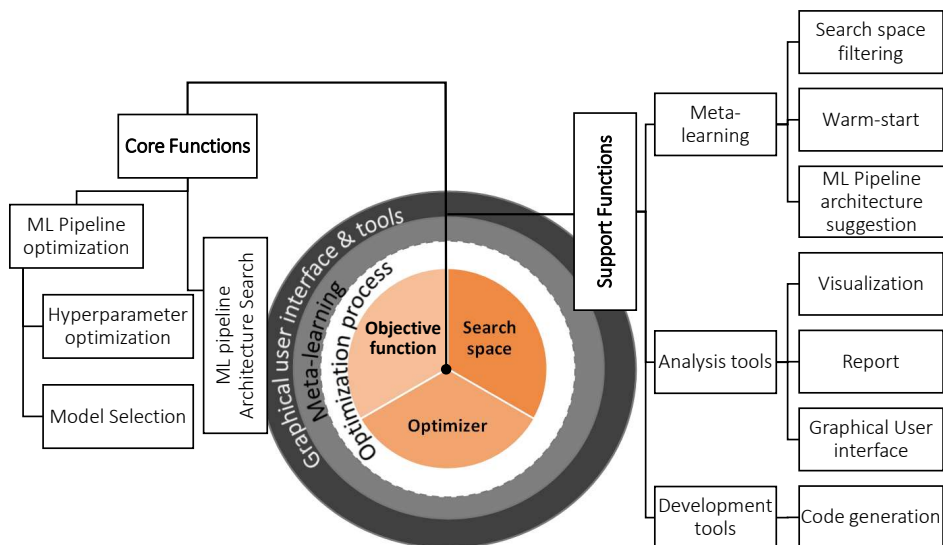 Core Functions
ML Pipeline
optimization
Hyperparameter
optimization
Model Selection
ML pipeline
Architecture Search
Graphical user interface & tools
Meta-learning
Optimization process
Objective
function
Search
space
Optimizer
Support Functions
Meta-
learning
Search space
filtering
Warm-start
ML Pipeline
architecture
suggestion
Analysis tools
Visualization
Report
Graphical User
interface
Development
tools
Code generation